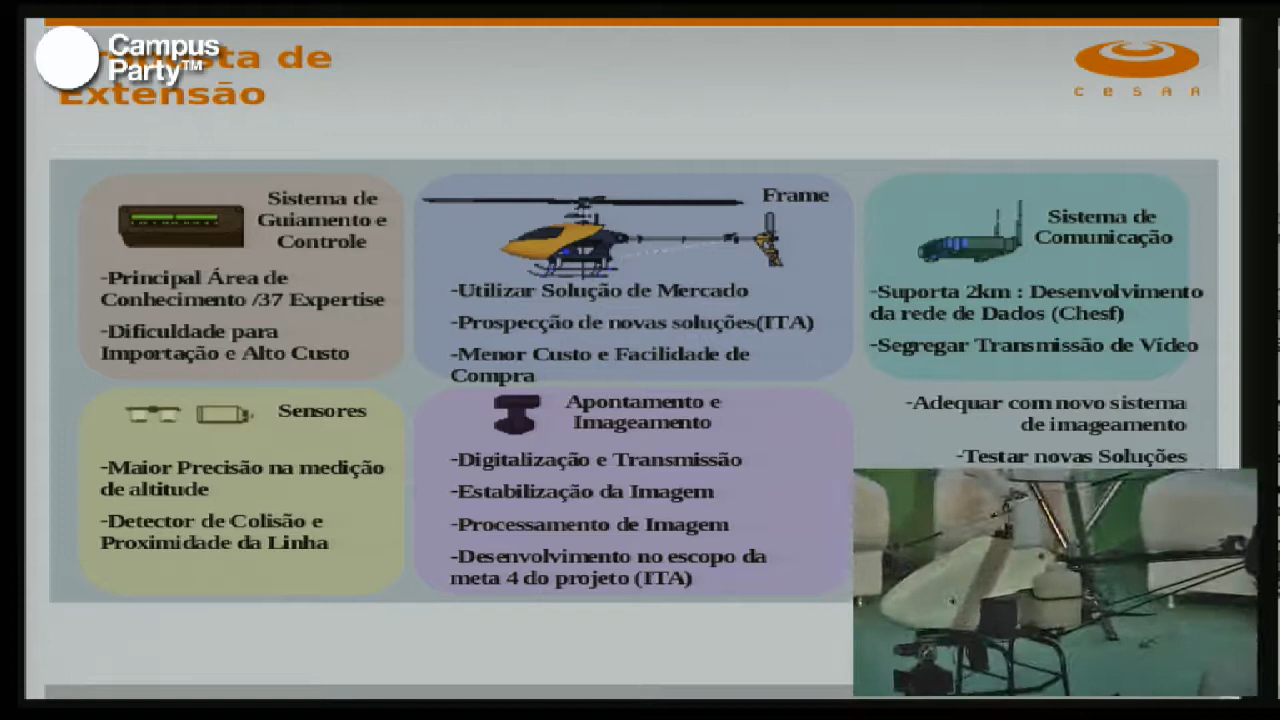 Campus
Party™
Proposta de
Extensão
cesar
Sistema de
Guiamento e
Controle
-Principal Área de
Conhecimento /37 Expertise
-Dificuldade para
Importação e Alto Custo
Frame
-Utilizar Solução de Mercado
-Prospecção de novas soluções(ITA)
-Menor Custo e Facilidade de
Compra
Sistema de
Comunicação
-Suporta 2km : Desenvolvimento
da rede de Dados (Chesf)
-Segregar Transmissão de Vídeo
Sensores
-Maior Precisão na medição
de altitude
-Detector de Colisão e
Proximidade da Linha
Apontamento e
Imageamento
-Digitalização e Transmissão
-Estabilização da Imagem
-Processamento de Imagem
-Desenvolvimento no escopo da
meta 4 do projeto (ITA)
-Adequar com novo sistema
de imageamento
-Testar novas Soluções